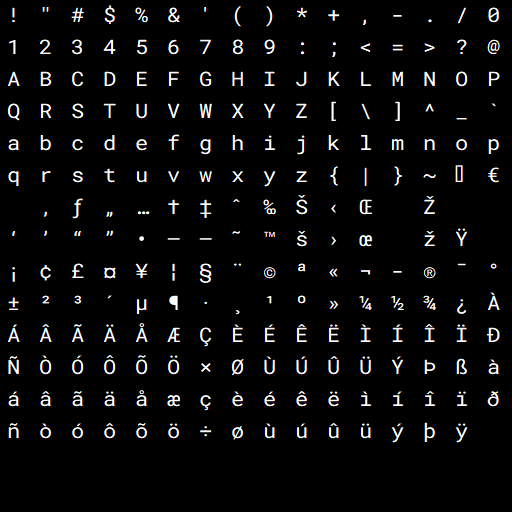 ! " # $ % & ' ( ) * + , - . / 0
1 2 3 4 5 6 7 8 9 : ; < = > ? @
A B C D E F G H I J K L M N O P
Q R S T U V W X Y Z [ \ ] ^ _ `
a b c d e f g h i j k l m n o p
q r s t u v w x y z { | } ~ ▯ €
‚ ƒ „ … † ‡ ˆ ‰ Š ‹ Œ Ž
‘ ’ “ ” • – — ˜ ™ š › œ ž Ÿ
¡ ¢ £ ¤ ¥ ¦ § ¨ © ª « ¬ - ® ¯ °
± ² ³ ´ µ ¶ · ¸ ¹ º » ¼ ½ ¾ ¿ À
Á Â Ã Ä Å Æ Ç È É Ê Ë Ì Í Î Ï Ð
Ñ Ò Ó Ô Õ Ö × Ø Ù Ú Û Ü Ý Þ ß à
á â ã ä å æ ç è é ê ë ì í î ï ð
ñ ò ó ô õ ö ÷ ø ù ú û ü ý þ ÿ